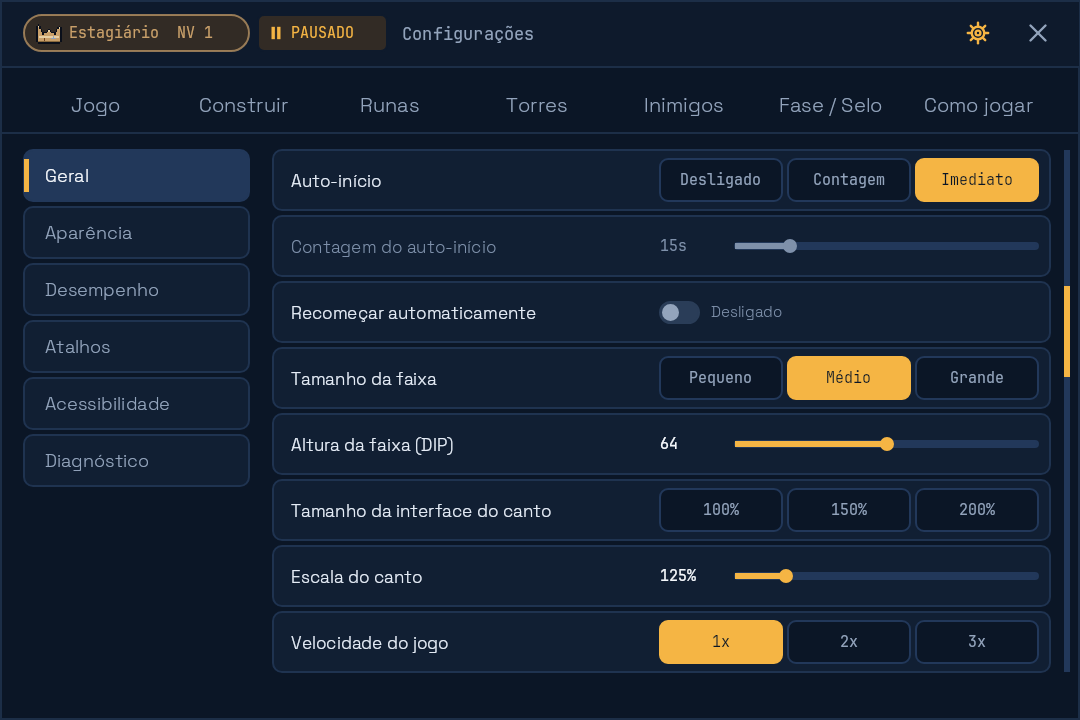 Estagiário NV 1
PAUSADO
Configurações
Jogo Construir Runas Torres Inimigos Fase / Selo Como jogar
Geral
Aparência
Desempenho
Atalhos
Acessibilidade
Diagnóstico
Auto-início Desligado Contagem Imediato
Contagem do auto-início 15s
Recomeçar automaticamente Desligado
Tamanho da faixa Pequeno Médio Grande
Altura da faixa (DIP) 64
Tamanho da interface do canto 100% 150% 200%
Escala do canto 125%
Velocidade do jogo 1x 2x 3x